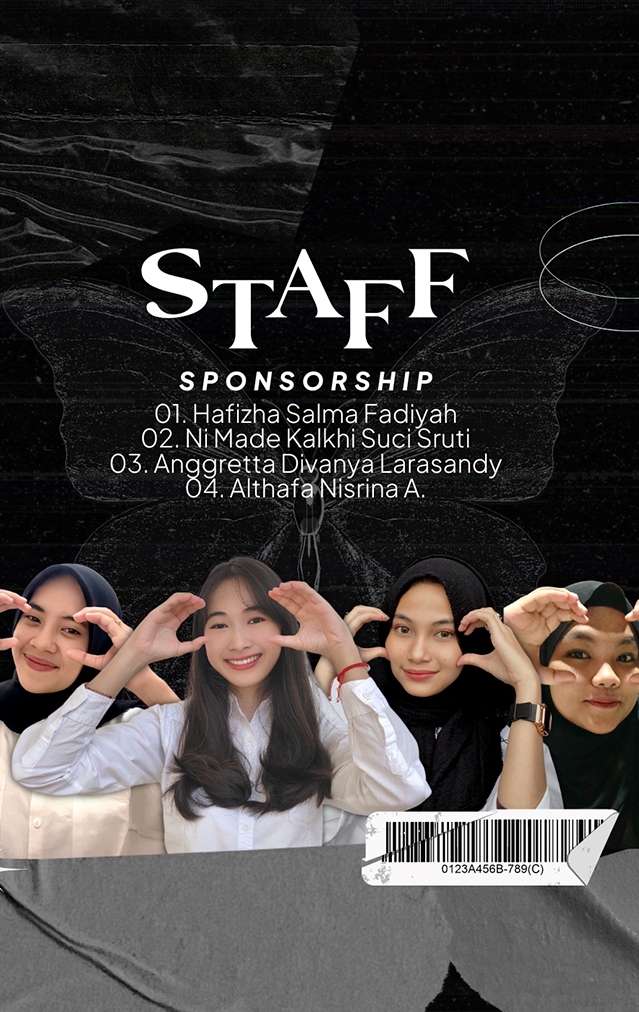 STAFF
SPONSORSHIP
01. Hafizha Salma Fadiyah
02. Ni Made Kalkhi Suci Sruti
03. Anggretta Divanya Larasandy
04. Althafa Nisrina A.
0123A456B-789(C)